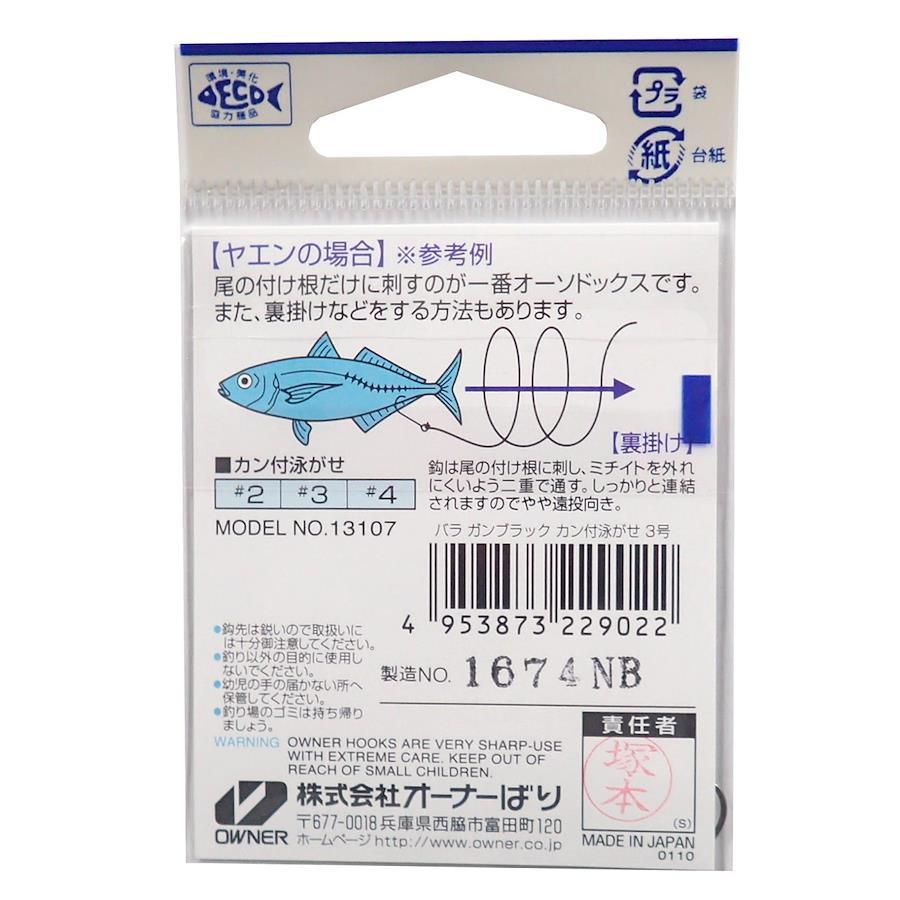 環境・美化
DECO
協力商品
プラ
袋
紙
台紙
【ヤエンの場合】※参考例
尾の付け根だけに刺すのが一番オーソドックスです。
また、裏掛けなどをする方法もあります。
【裏掛け】
鈎は尾の付け根に刺し、ミチイトを外れ
にくいよう二重で通す。しっかりと連結
されますのでやや遠投向き。
■カン付泳がせ
#2 #3 #4
MODEL NO.13107
バラ ガンブラック カン付泳がせ 3号
4 953873 229022
製造NO. 1674NB
●鈎先は鋭いので取扱いに
は十分御注意してください。
●釣り以外の目的に使用し
ないでください。
●幼児の手の届かない所へ
保管してください。
●釣り場のゴミは持ち帰り
ましょう。
WARNING OWNER HOOKS ARE VERY SHARP-USE
WITH EXTREME CARE. KEEP OUT OF
REACH OF SMALL CHILDREN.
責任者
塚本
(S)
OWNER
株式会社オーナーばり
〒677-0018兵庫県西脇市富田町120
ホームページhttp://www.owner.co.jp
MADE IN JAPAN
0110